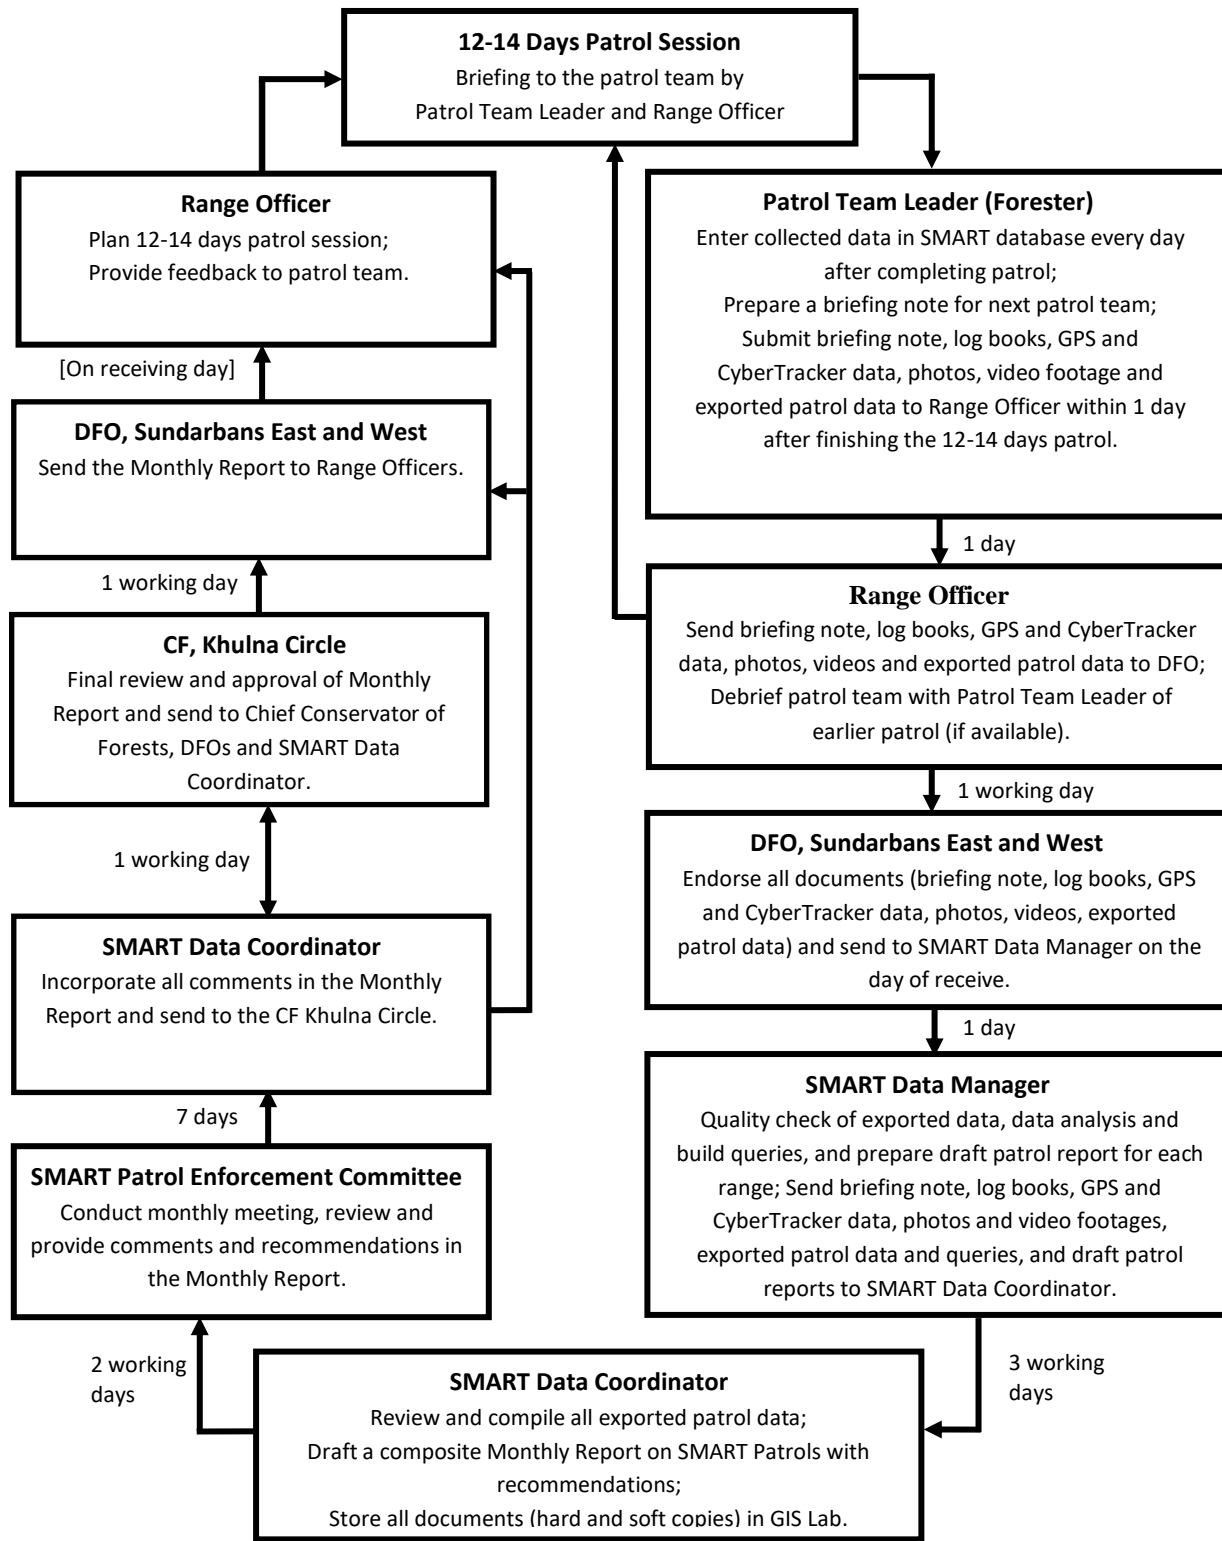 12-14 Days Patrol Session
Briefing to the patrol team by
Patrol Team Leader and Range Officer
Patrol Team Leader (Forester)
Enter collected data in SMART database every day
after completing patrol;
Prepare a briefing note for next patrol team;
Submit briefing note, log books, GPS and
CyberTracker data, photos, video footage and
exported patrol data to Range Officer within 1 day
after finishing the 12-14 days patrol.
1 day
Range Officer
Send briefing note, log books, GPS and CyberTracker
data, photos, videos and exported patrol data to DFO;
Debrief patrol team with Patrol Team Leader of
earlier patrol (if available).
1 working day
DFO, Sundarbans East and West
Endorse all documents (briefing note, log books, GPS
and CyberTracker data, photos, videos, exported
patrol data) and send to SMART Data Manager on the
day of receive.
1 day
SMART Data Manager
Quality check of exported data, data analysis and
build queries, and prepare draft patrol report for each
range; Send briefing note, log books, GPS and
CyberTracker data, photos and video footages,
exported patrol data and queries, and draft patrol
reports to SMART Data Coordinator.
3 working
days
SMART Data Coordinator
Review and compile all exported patrol data;
Draft a composite Monthly Report on SMART Patrols with
recommendations;
Store all documents (hard and soft copies) in GIS Lab.
2 working
days
SMART Patrol Enforcement Committee
Conduct monthly meeting, review and
provide comments and recommendations in
the Monthly Report.
7 days
SMART Data Coordinator
Incorporate all comments in the Monthly
Report and send to the CF Khulna Circle.
1 working day
CF, Khulna Circle
Final review and approval of Monthly
Report and send to Chief Conservator of
Forests, DFOs and SMART Data
Coordinator.
1 working day
DFO, Sundarbans East and West
Send the Monthly Report to Range Officers.
[On receiving day]
Range Officer
Plan 12-14 days patrol session;
Provide feedback to patrol team.